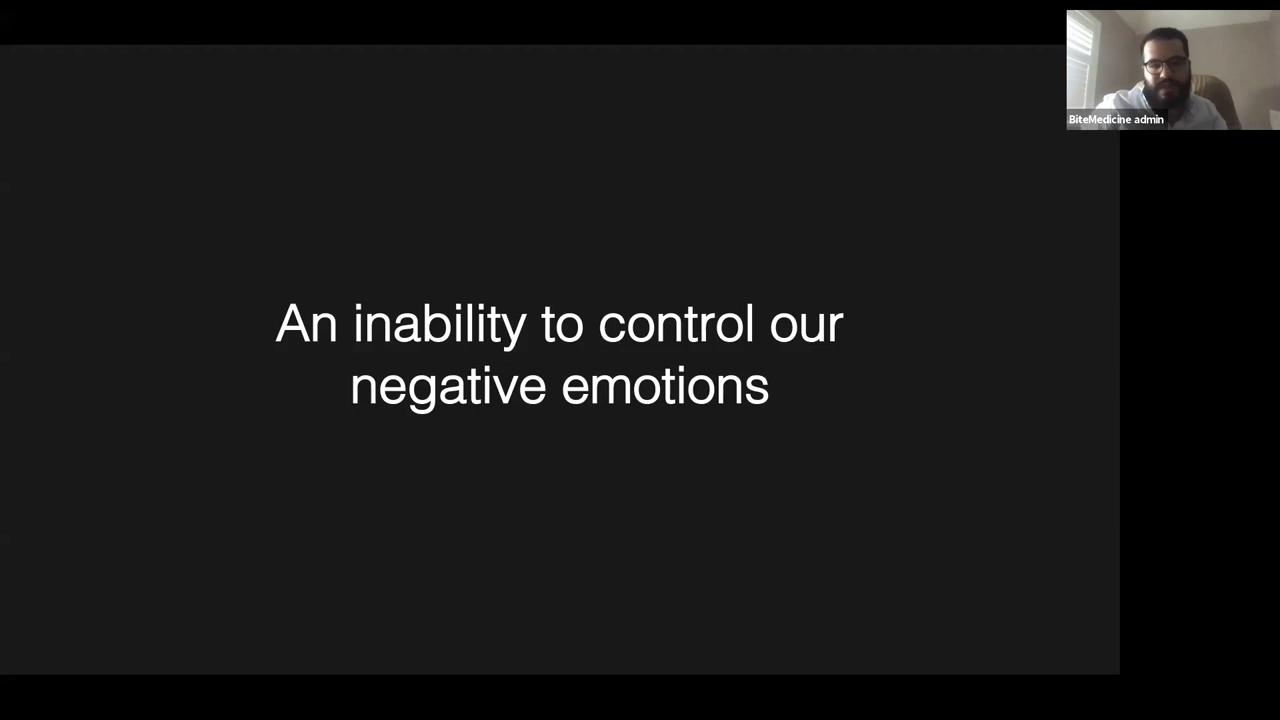 BiteMedicine admin
An inability to control our
negative emotions